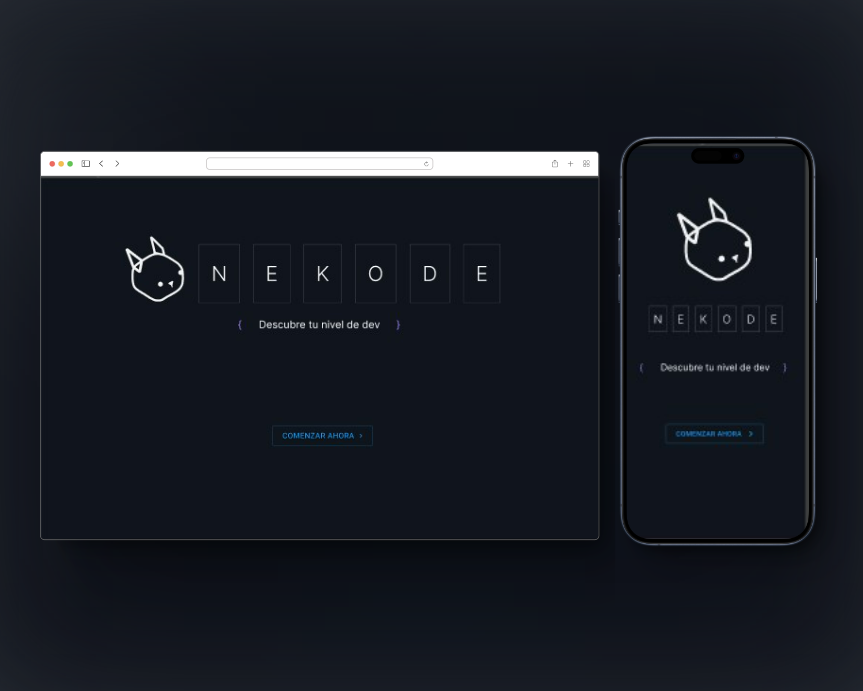 N E K O D E
{ Descubre tu nivel de dev }
COMENZAR AHORA >
N E K O D E
{ Descubre tu nivel de dev }
COMENZAR AHORA >